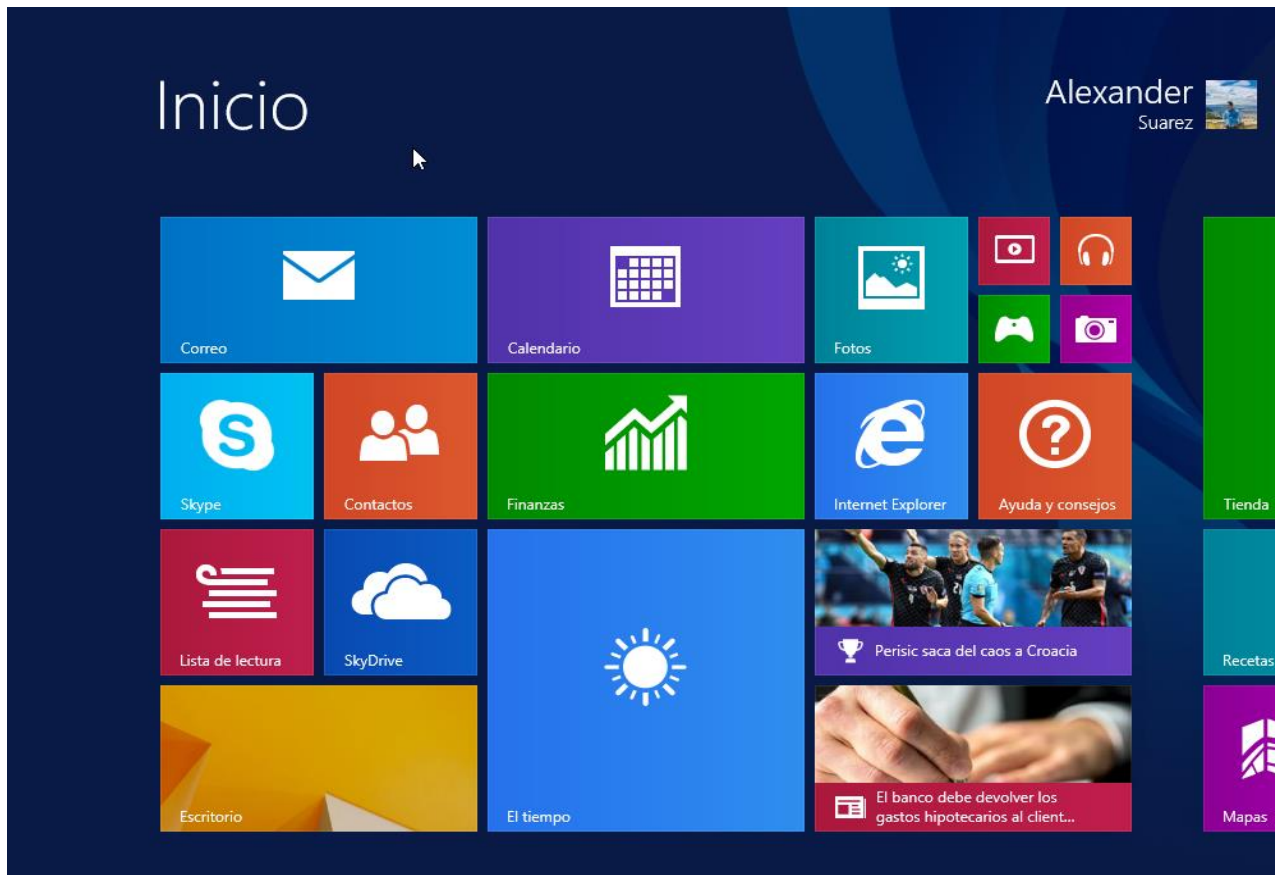 Inicio
Alexander
Suarez
Correo
Calendario
Fotos
Skype
Contactos
Finanzas
Internet Explorer
Ayuda y consejos
Tienda
Lista de lectura
SkyDrive
Perisic saca del caos a Croacia
Recetas
Escritorio
El tiempo
El banco debe devolver los
gastos hipotecarios al client...
Mapas